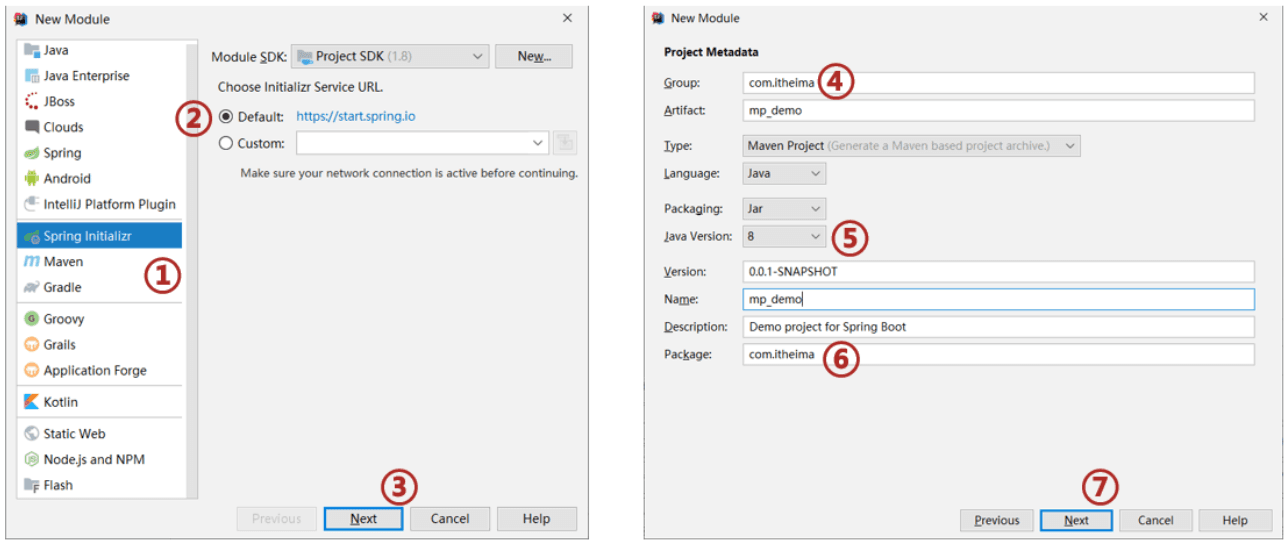 New Module
Java
Java Enterprise
JBoss
Clouds
Spring
Android
IntelliJ Platform Plugin
Spring Initializr
Maven
①
Gradle
Groovy
Grails
Application Forge
Kotlin
Static Web
Node.js and NPM
Flash
Module SDK: Project SDK (1.8) New...
Choose Initializr Service URL.
② Default: https://start.spring.io
Custom:
Make sure your network connection is active before continuing.
③
Previous Next Cancel Help
New Module
Project Metadata
Group: com.itheima ④
Artifact: mp_demo
Type: Maven Project (Generate a Maven based project archive.)
Language: Java
Packaging: Jar
Java Version: 8 ⑤
Version: 0.0.1-SNAPSHOT
Name: mp_demo
Description: Demo project for Spring Boot
Package: com.itheima ⑥
⑦
Previous Next Cancel Help